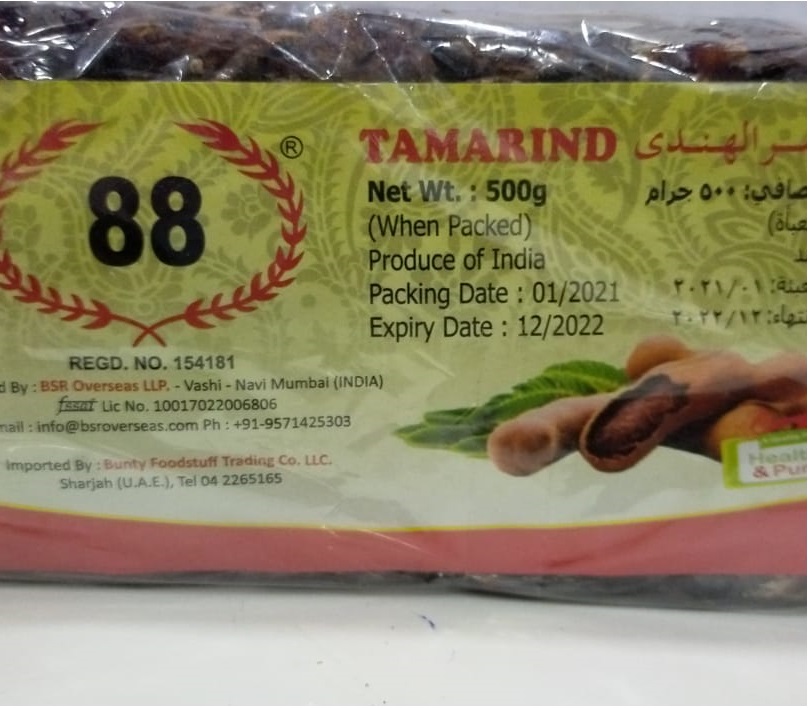 88
®
REGD. NO. 154181
By : BSR Overseas LLP. - Vashi - Navi Mumbai (INDIA)
fssai Lic No. 10017022006806
: info@bsroverseas.com Ph : +91-9571425303
Imported By : Bunty Foodstuff Trading Co. LLC.
Sharjah (U.A.E.), Tel 04 2265165
TAMARIND
Net Wt. : 500g
(When Packed)
Produce of India
Packing Date : 01/2021
Expiry Date : 12/2022
الهندى
٥٠٠ جرام
٢٠٢١/٠١
٢٠٢٢/١٢
&